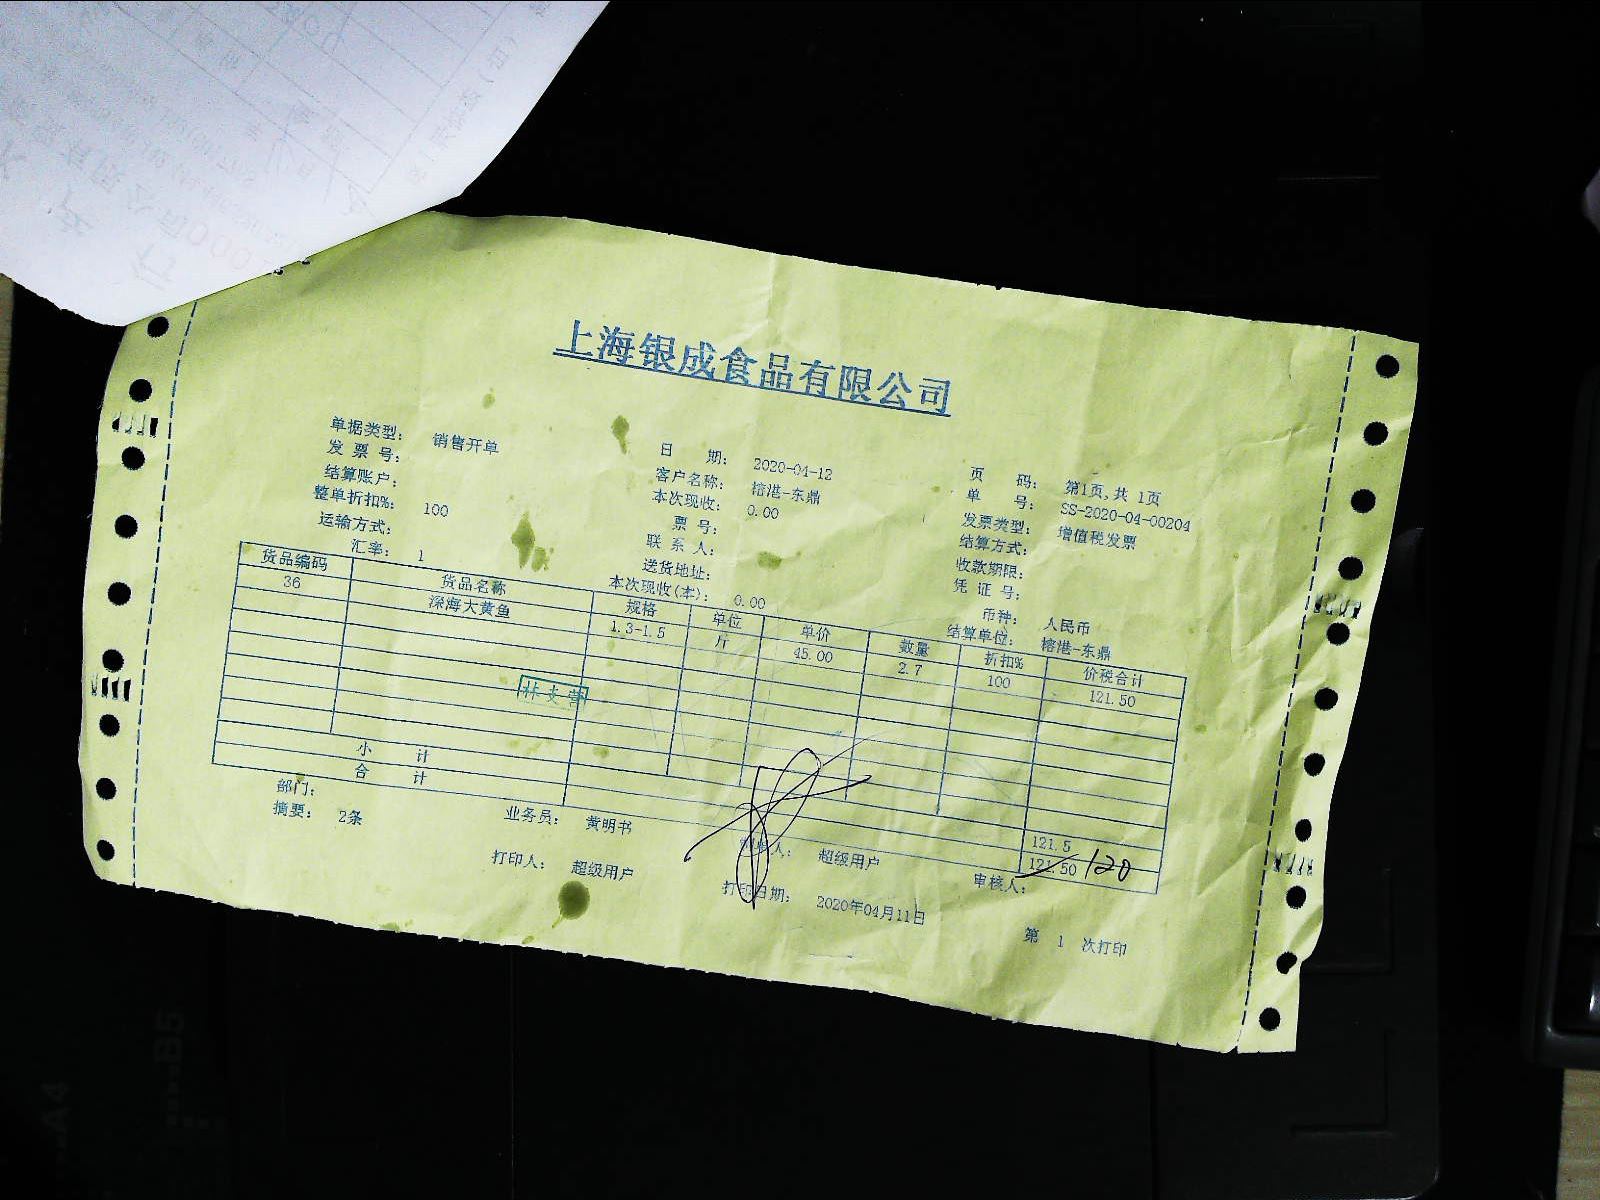 上海银成食品有限公司
单据类型： 销售开单 日 期： 2020-04-12 页 码： 第1页, 共 1页
发 票 号： 客户名称： 榕港-东鼎 单 号： SS-2020-04-00204
结算账户： 本次现收： 0.00 发票类型： 增值税发票
整单折扣%： 100 票 号： 结算方式：
运输方式： 联 系 人： 收款期限：
汇率： 1 送货地址： 凭 证 号：
本次现收(本)： 0.00 币种： 人民币
结算单位： 榕港-东鼎
货品编码 货品名称 规格 单位 单价 数量 折扣% 价税合计
36 深海大黄鱼 1.3-1.5 斤 45.00 2.7 100 121.50
小 计 121.5
合 计 121.50 120
部门： 业务员： 黄明书 超级用户 审核人：
摘要： 2条 打印人： 超级用户 打印日期： 2020年04月11日 第 1 次打印
A4
B5